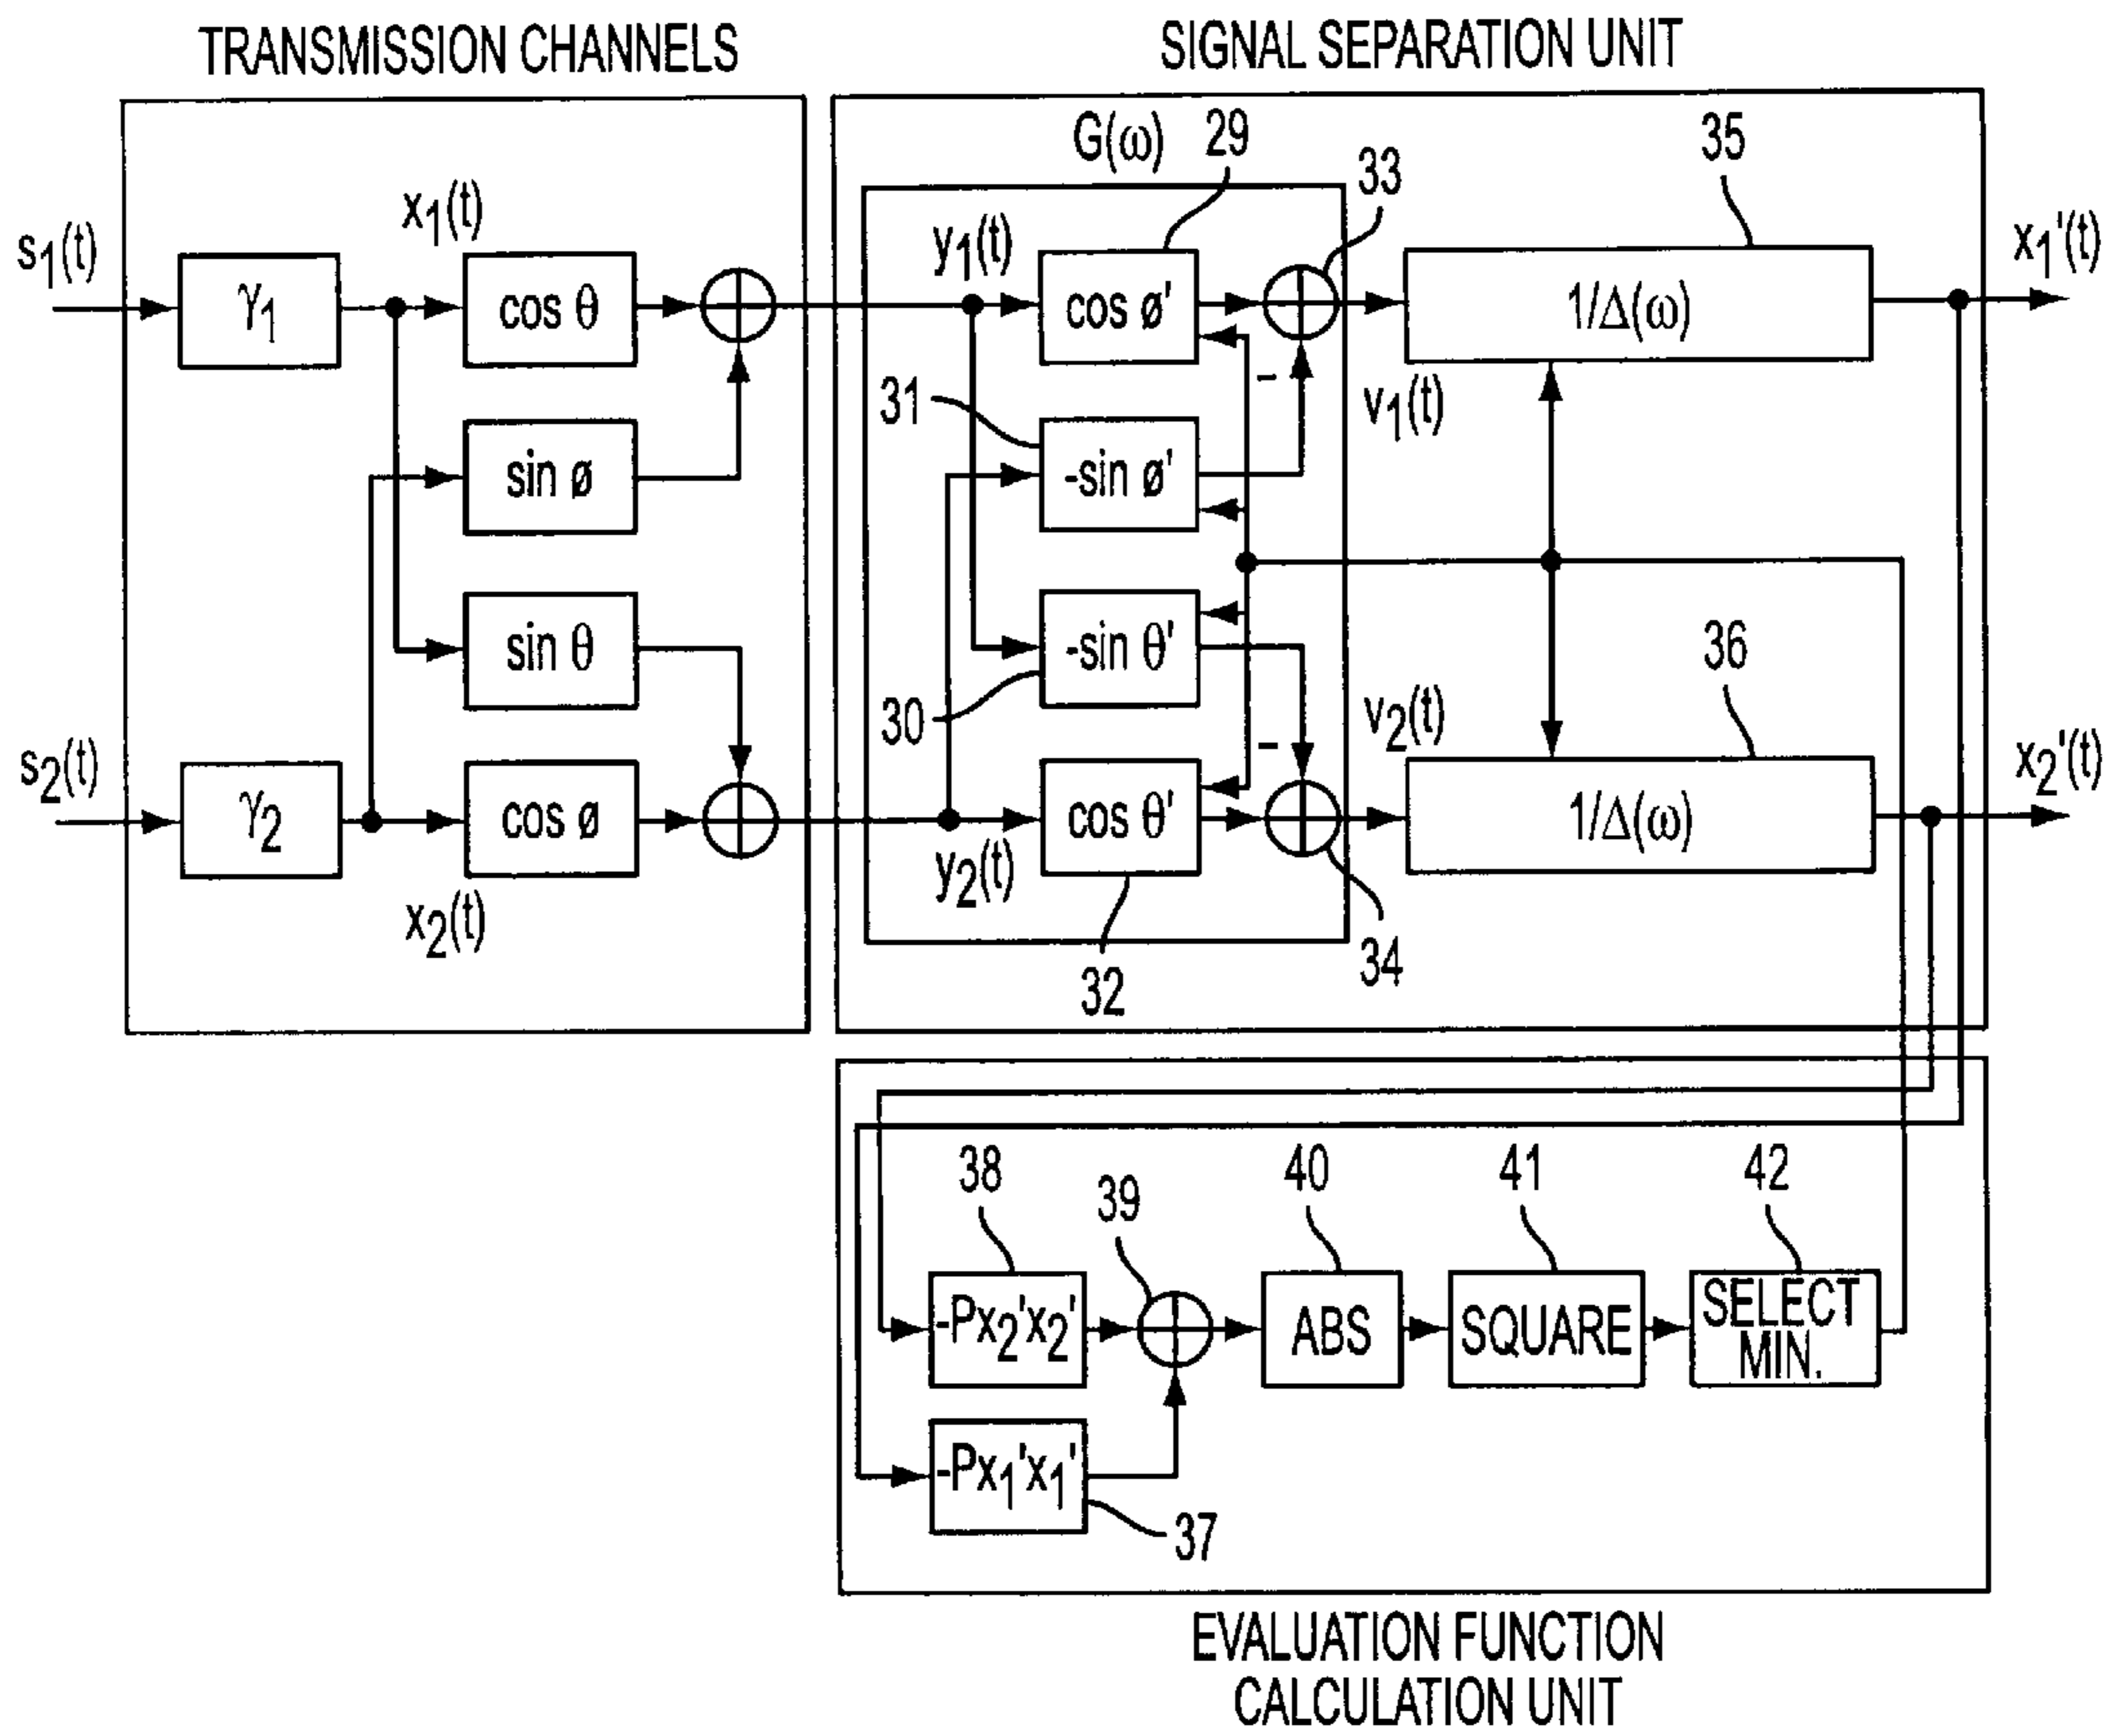 TRANSMISSION CHANNELS
SIGNAL SEPARATION UNIT
G(ω)
29
35
33
s1(t)
x1(t)
y1(t)
x1'(t)
γ1
cos θ
cos ø'
1/Δ(ω)
-
31
v1(t)
sin ø
-sin ø'
sin θ
-sin θ'
36
30
v2(t)
-
s2(t)
x2'(t)
γ2
cos ø
cos θ'
1/Δ(ω)
y2(t)
x2(t)
32
34
38
39
40
41
42
-Px2'x2'
ABS
SQUARE
SELECT
MIN.
-Px1'x1'
37
EVALUATION FUNCTION
CALCULATION UNIT